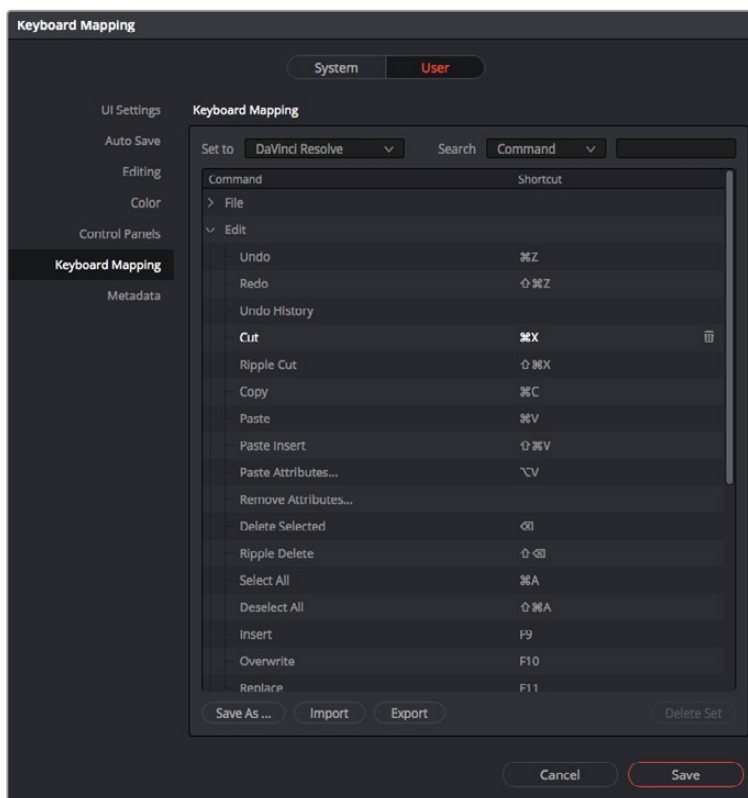 Keyboard Mapping
System User
UI Settings
Auto Save
Editing
Color
Control Panels
Keyboard Mapping
Metadata
Keyboard Mapping
Set to DaVinci Resolve Search Command
Command Shortcut
> File
Edit
Undo ⌘Z
Redo ⇧⌘Z
Undo History
Cut ⌘X
Ripple Cut ⇧⌘X
Copy ⌘C
Paste ⌘V
Paste Insert ⇧⌘V
Paste Attributes... ⌥V
Remove Attributes...
Delete Selected ⌫
Ripple Delete ⇧⌫
Select All ⌘A
Deselect All ⇧⌘A
Insert F9
Overwrite F10
Replace F11
Save As ... Import Export Delete Set
Cancel Save